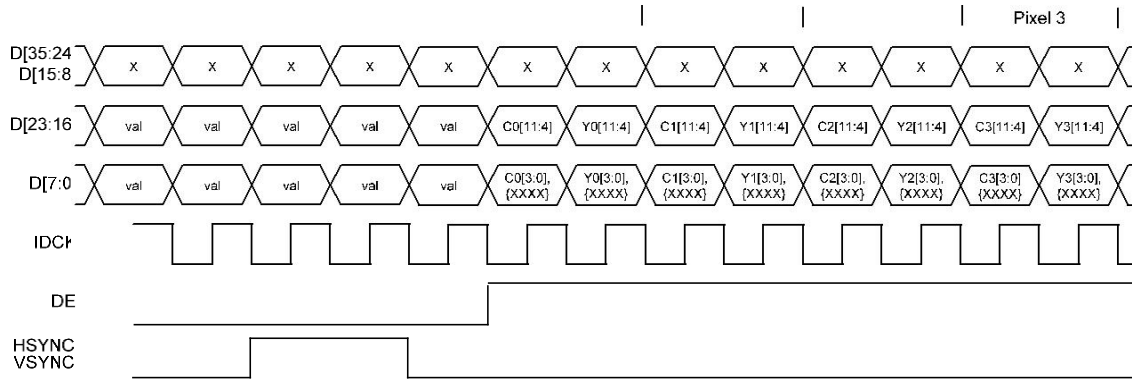 Pixel 3
D[35:24
D[15:8
X X X X X X X X X X X X X
D[23:16
val val val val val C0[11:4] Y0[11:4] C1[11:4] Y1[11:4] C2[11:4] Y2[11:4] C3[11:4] Y3[11:4]
D[7:0
val val val val val C0[3:0], Y0[3:0], C1[3:0], Y1[3:0], C2[3:0], Y2[3:0], C3[3:0] Y3[3:0],
{XXXX} {XXXX} {XXXX} {XXXX} {XXXX} {XXXX} {XXXX} {XXXX}
DE
HSYNC
VSYNC